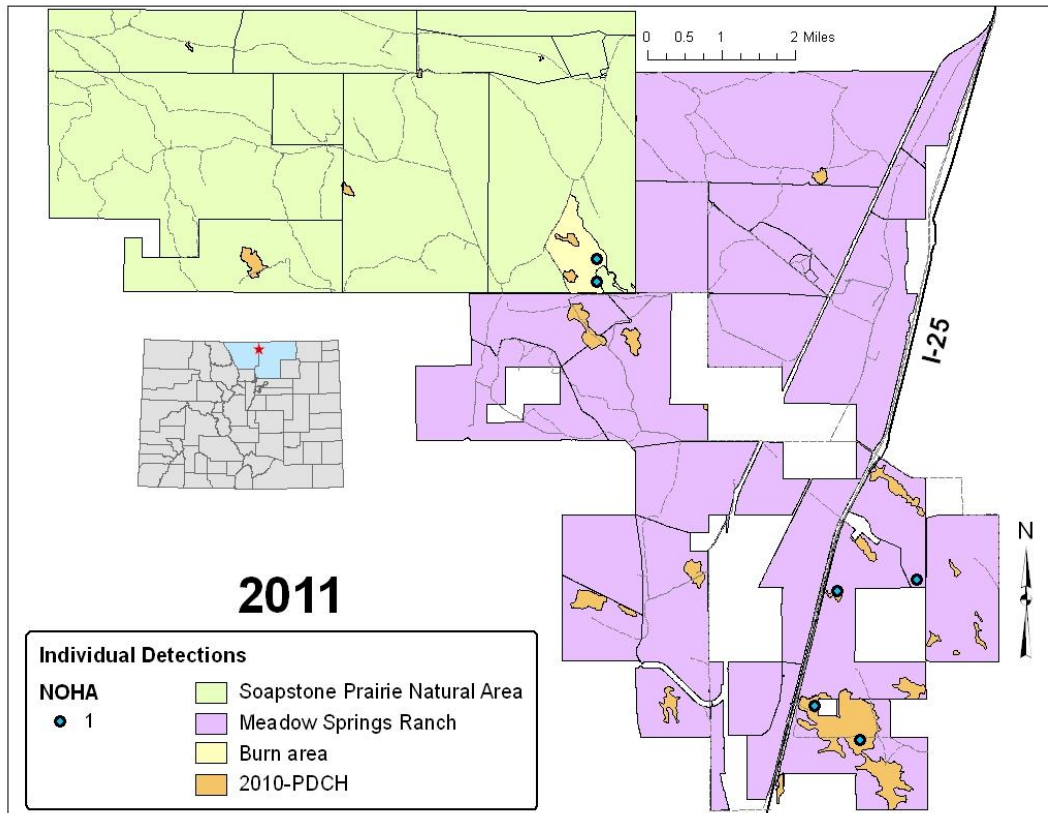 0 0.5 1 2 Miles
I-25
N
2011
Individual Detections
NOHA
1
Soapstone Prairie Natural Area
Meadow Springs Ranch
Burn area
2010-PDCH